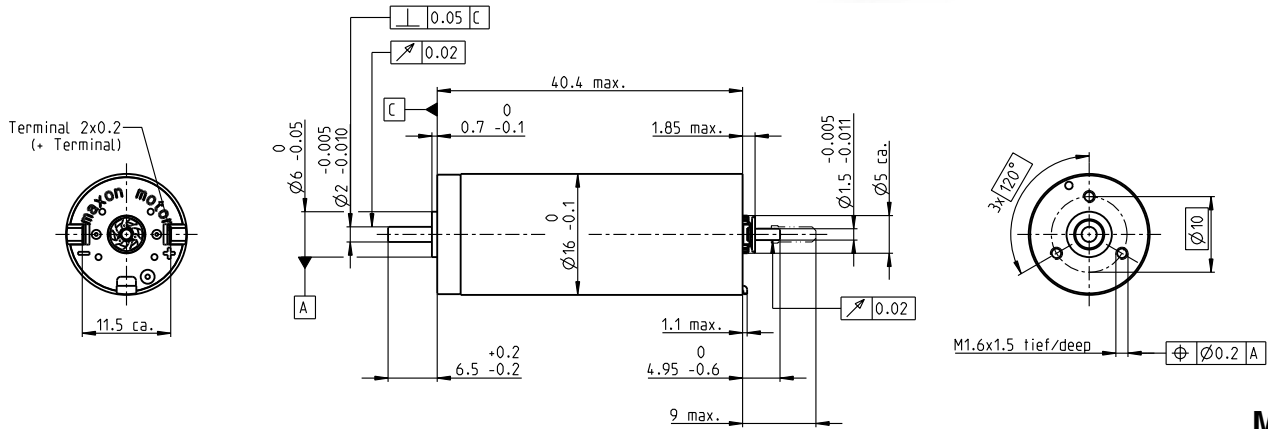 ⊥ 0.05 C
↗ 0.02
40.4 max.
C
0
0.7 -0.1
1.85 max.
Terminal 2x0.2
(+ Terminal)
maxon motor
- +
11.5 ca.
0
Ø6 -0.05
-0.005
Ø2 -0.010
A
0
Ø16 -0.1
-0.005
Ø1.5 -0.011
Ø5 ca.
↗ 0.02
1.1 max.
+0.2
6.5 -0.2
0
4.95 -0.6
9 max.
3x 120°
Ø10
M1.6x1.5 tief/deep
⌖ Ø0.2 A
M